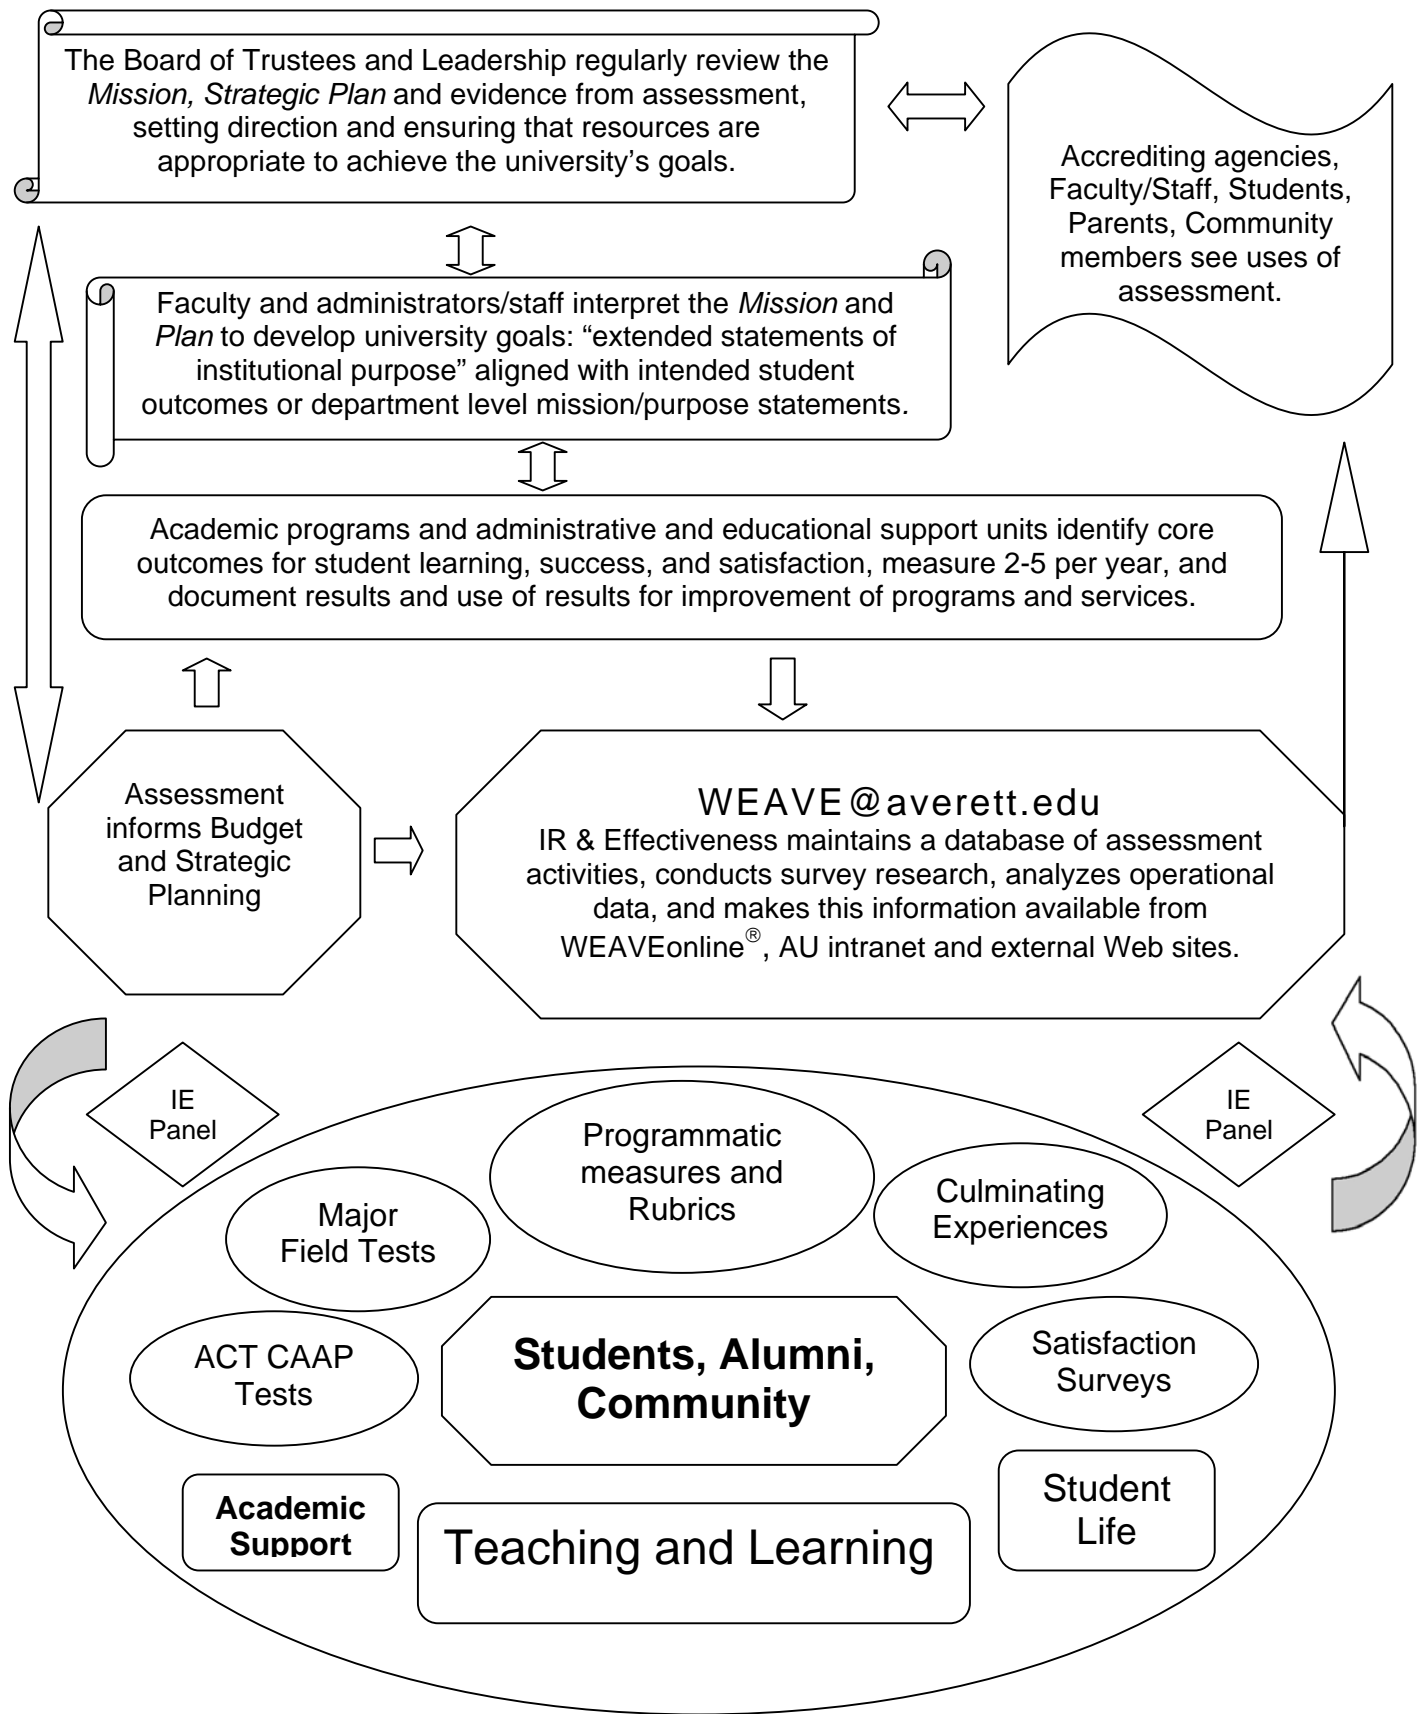 The Board of Trustees and Leadership regularly review the
Mission, Strategic Plan and evidence from assessment,
setting direction and ensuring that resources are
appropriate to achieve the university's goals.
Accrediting agencies,
Faculty/Staff, Students,
Parents, Community
members see uses of
assessment.
Faculty and administrators/staff interpret the Mission and
Plan to develop university goals: “extended statements of
institutional purpose” aligned with intended student
outcomes or department level mission/purpose statements.
Academic programs and administrative and educational support units identify core
outcomes for student learning, success, and satisfaction, measure 2-5 per year, and
document results and use of results for improvement of programs and services.
Assessment
informs Budget
and Strategic
Planning
WEAVE@averett.edu
IR & Effectiveness maintains a database of assessment
activities, conducts survey research, analyzes operational
data, and makes this information available from
WEAVEonline®, AU intranet and external Web sites.
IE
Panel
IE
Panel
Programmatic
measures and
Rubrics
Major
Field Tests
Culminating
Experiences
ACT CAAP
Tests
Students, Alumni,
Community
Satisfaction
Surveys
Academic
Support
Teaching and Learning
Student
Life